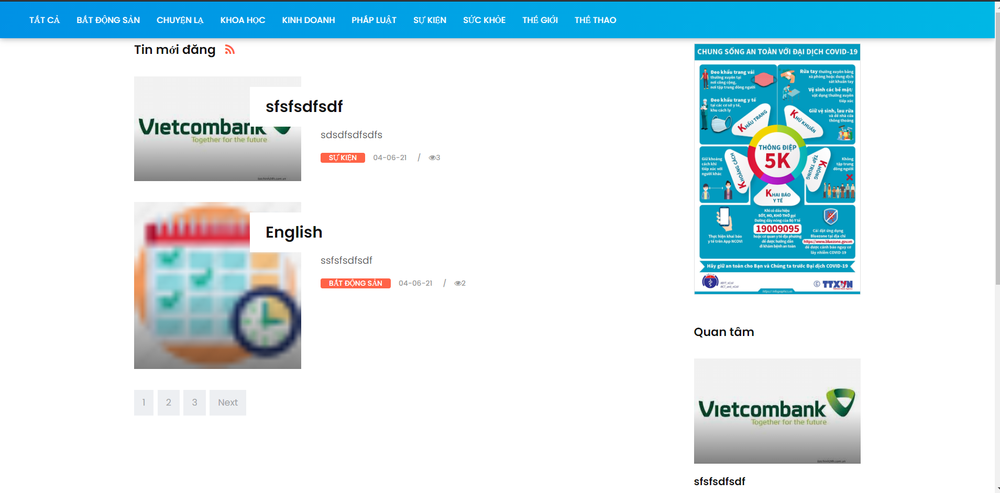 TẤT CẢ BẤT ĐỘNG SẢN CHUYỆN LẠ KHOA HỌC KINH DOANH PHÁP LUẬT SỰ KIỆN SỨC KHỎE THẾ GIỚI THỂ THAO
Tin mới đăng
Vietcombank
Together for the future
taichinh24h.com.vn
sfsfsdfsdf
sdsdfsdfsdfs
SỰ KIỆN 04-06-21 / 3
English
ssfsfsdfsdf
BẤT ĐỘNG SẢN 04-06-21 / 2
1 2 3 Next
CHUNG SỐNG AN TOÀN VỚI ĐẠI DỊCH COVID-19
Đeo khẩu trang vải
thường xuyên tại
nơi công cộng,
nơi tập trung đông người
Đeo khẩu trang y tế
tại các cơ sở y tế,
khu cách ly
Rửa tay thường xuyên bằng
xà phòng hoặc dung dịch
sát khuẩn tay
Vệ sinh các bề mặt/
vật dụng thường xuyên
tiếp xúc
Giữ vệ sinh, lau rửa
và để nhà cửa
thông thoáng
KHẨU TRANG
KHỬ KHUẨN
THÔNG ĐIỆP
5K
Giữ khoảng
cách khi
tiếp xúc với
người khác
KHOẢNG CÁCH
KHÔNG
TẬP TRUNG
Không
tập trung
đông người
KHAI BÁO
Y TẾ
Thực hiện khai báo
y tế trên App NCOVI
Khi có dấu hiệu
SỐT, HO, KHÓ THỞ gọi
Đường dây nóng của Bộ Y tế
19009095
hoặc cơ quan y tế địa phương
để được hướng dẫn
đi khám bệnh an toàn
Cài đặt ứng dụng
Bluezone tại địa chỉ
https://www.bluezone.gov.vn
để được cảnh báo nguy cơ
lây nhiễm COVID-19
Hãy giữ an toàn cho Bạn và Chúng ta trước Đại dịch COVID-19
#BYT_nCoV
#ICT_anti_nCoV
© TTXVN
https://infographics.vn
Quan tâm
Vietcombank
Together for the future
taichinh24h.com.vn
sfsfsdfsdf